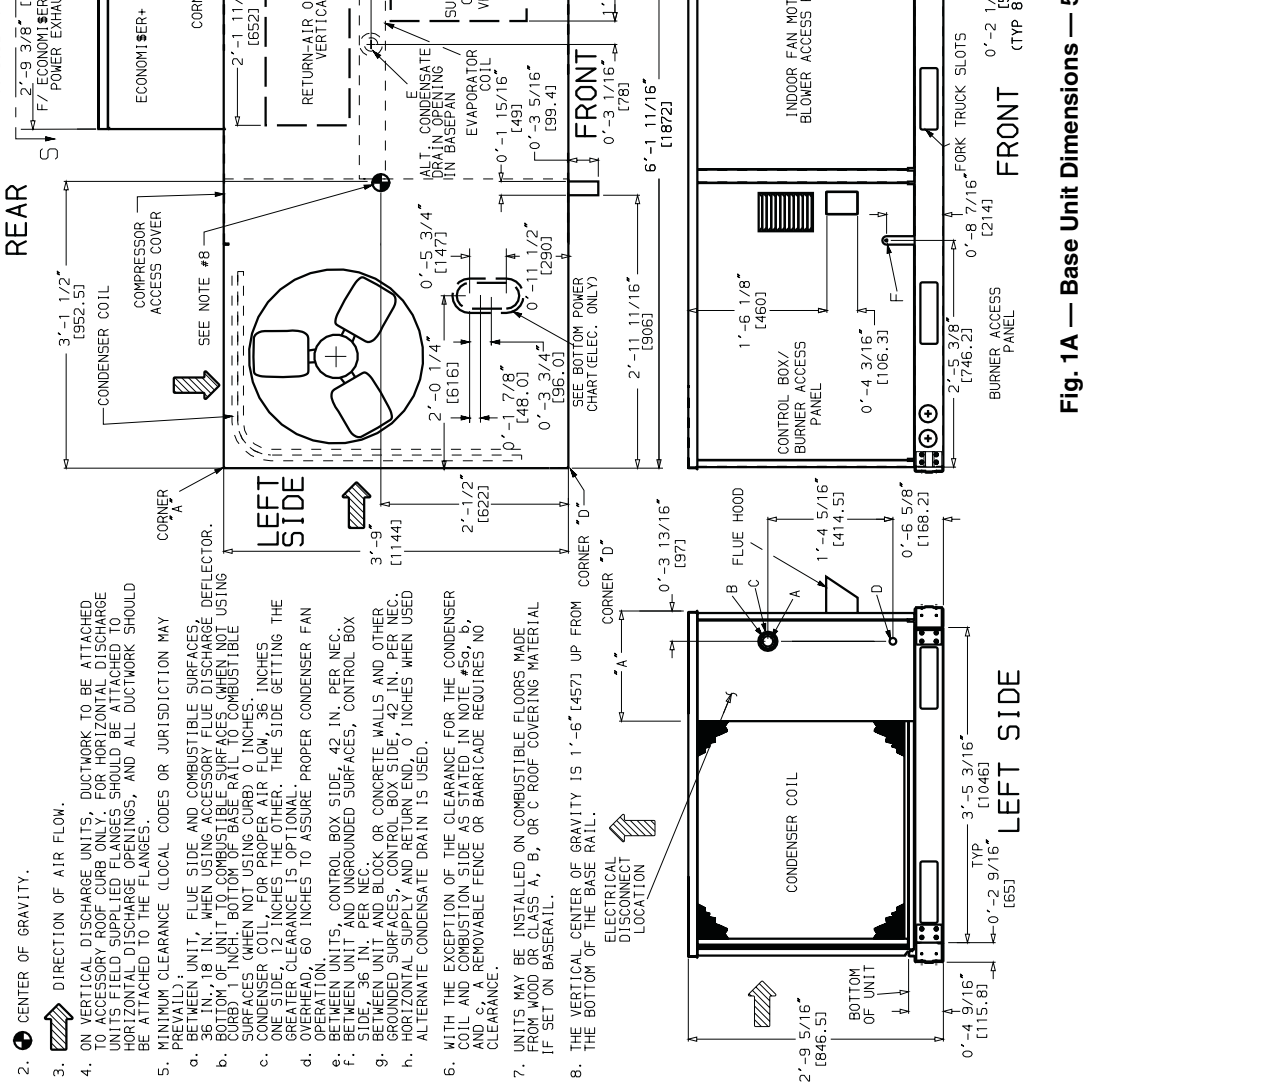 2. CENTER OF GRAVITY.
3. DIRECTION OF AIR FLOW.
4. ON VERTICAL DISCHARGE UNITS, DUCTWORK TO BE ATTACHED
TO ACCESSORY ROOF CURB ONLY. FOR HORIZONTAL DISCHARGE
UNITS FIELD SUPPLIED FLANGES SHOULD BE ATTACHED TO
HORIZONTAL DISCHARGE OPENINGS, AND ALL DUCTWORK SHOULD
BE ATTACHED TO THE FLANGES.
5. MINIMUM CLEARANCE (LOCAL CODES OR JURISDICTION MAY
PREVAIL):
a. BETWEEN UNIT, FLUE SIDE AND COMBUSTIBLE SURFACES,
36 IN., 18 IN. WHEN USING ACCESSORY FLUE DISCHARGE DEFLECTOR.
b. BOTTOM OF UNIT TO COMBUSTIBLE SURFACES (WHEN NOT USING
CURB) 1 INCH. BOTTOM OF BASE RAIL TO COMBUSTIBLE
SURFACES (WHEN NOT USING CURB) 0 INCHES.
c. CONDENSER COIL, FOR PROPER AIR FLOW, 36 INCHES
ONE SIDE, 12 INCHES THE OTHER. THE SIDE GETTING THE
GREATER CLEARANCE IS OPTIONAL.
d. OVERHEAD, 60 INCHES TO ASSURE PROPER CONDENSER FAN
OPERATION.
e. BETWEEN UNITS, CONTROL BOX SIDE, 42 IN. PER NEC.
f. BETWEEN UNIT AND UNGROUNDED SURFACES, CONTROL BOX
SIDE, 36 IN. PER NEC.
g. BETWEEN UNIT AND BLOCK OR CONCRETE WALLS AND OTHER
GROUNDED SURFACES, CONTROL BOX SIDE, 42 IN. PER NEC.
h. HORIZONTAL SUPPLY AND RETURN END, 0 INCHES WHEN USED
ALTERNATE CONDENSATE DRAIN IS USED.
6. WITH THE EXCEPTION OF THE CLEARANCE FOR THE CONDENSER
COIL AND COMBUSTION SIDE AS STATED IN NOTE #5a, b,
AND c, A REMOVABLE FENCE OR BARRICADE REQUIRES NO
CLEARANCE.
7. UNITS MAY BE INSTALLED ON COMBUSTIBLE FLOORS MADE
FROM WOOD OR CLASS A, B, OR C ROOF COVERING MATERIAL
IF SET ON BASERAIL.
8. THE VERTICAL CENTER OF GRAVITY IS 1'-6"[457] UP FROM
THE BOTTOM OF THE BASE RAIL.
REAR
3'-1 1/2"
[952.5]
CONDENSER COIL
COMPRESSOR
ACCESS COVER
SEE NOTE #8
2'-9 3/8"
F/ ECONOMI$ER
POWER EXHAU
S
ECONOMI$ER+
CORN
2'-1 11/
[652]
RETURN-AIR O
VERTICA
SU
E
ALT CONDENSATE
DRAIN OPENING
IN BASEPAN
EVAPORATOR
COIL
0'-1 15/16"
[49]
0'-3 5/16"
[99.4]
FRONT
0'-3 1/16"
[78]
6'-1 11/16"
[1872]
0'-5 3/4"
[147]
0'-11 1/2"
[290]
2'-0 1/4"
[616]
0'-1 7/8"
[48.0]
0'-3 3/4"
[96.0]
SEE BOTTOM POWER
CHART(ELEC. ONLY)
2'-11 11/16"
[906]
CORNER
"A"
LEFT
SIDE
2'-1/2"
[622]
3'-9"
[1144]
CORNER "D"
CORNER "D"
INDOOR FAN MOT
BLOWER ACCESS P
1'-6 1/8"
[460]
CONTROL BOX/
BURNER ACCESS
PANEL
0'-4 3/16"
[106.3]
F
2'-5 3/8"
[746.2]
0'-8 7/16"
[214]
BURNER ACCESS
PANEL
FORK TRUCK SLOTS
0'-2 1/
(TYP 8
FRONT
0'-3 13/16"
[97]
FLUE HOOD
B
C
A
D
1'-4 5/16"
[414.5]
0'-6 5/8"
[168.2]
"A"
CONDENSER COIL
ELECTRICAL
DISCONNECT
LOCATION
3'-5 3/16"
[1046]
TYP
0'-2 9/16"
[65]
LEFT SIDE
BOTTOM
OF UNIT
2'-9 5/16"
[846.5]
0'-4 9/16"
[115.8]
Fig. 1A — Base Unit Dimensions — 5